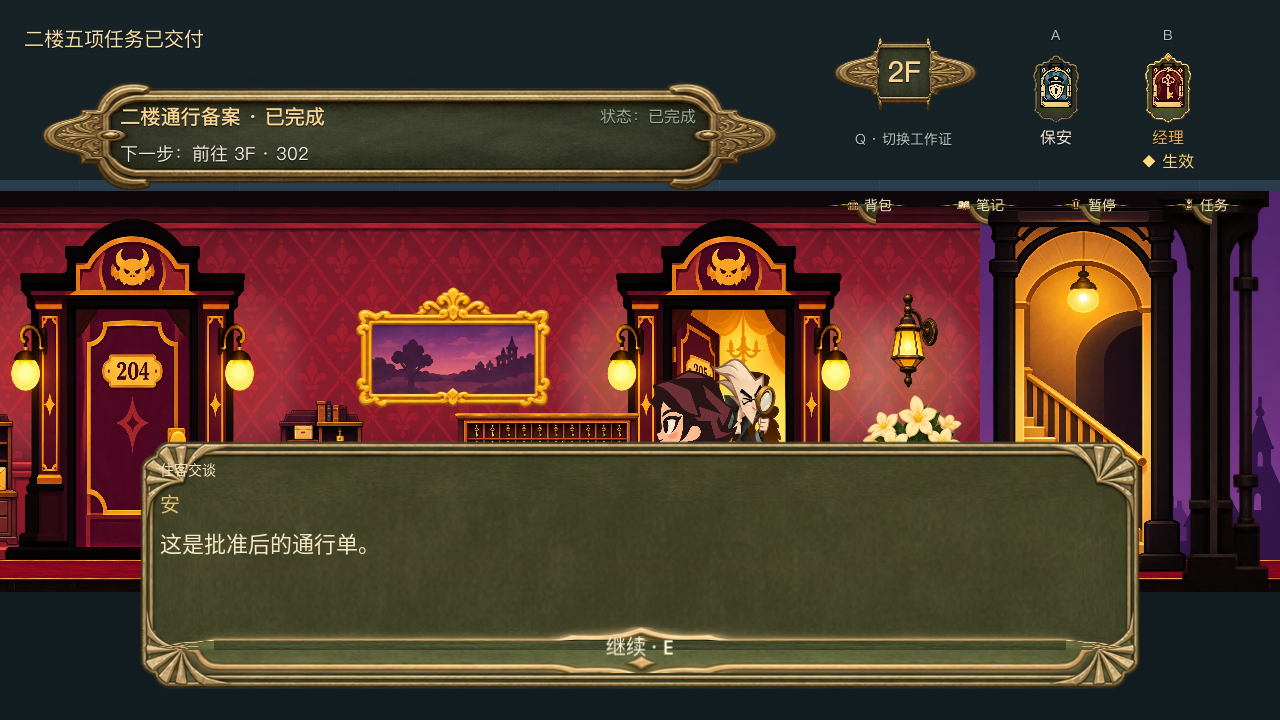 二楼五项任务已交付
二楼通行备案 · 已完成
状态：已完成
下一步：前往 3F · 302
2F
Q · 切换工作证
A
保安
B
经理
◆ 生效
背包
笔记
暂停
任务
204
205
住客交谈
安
这是批准后的通行单。
继续 · E